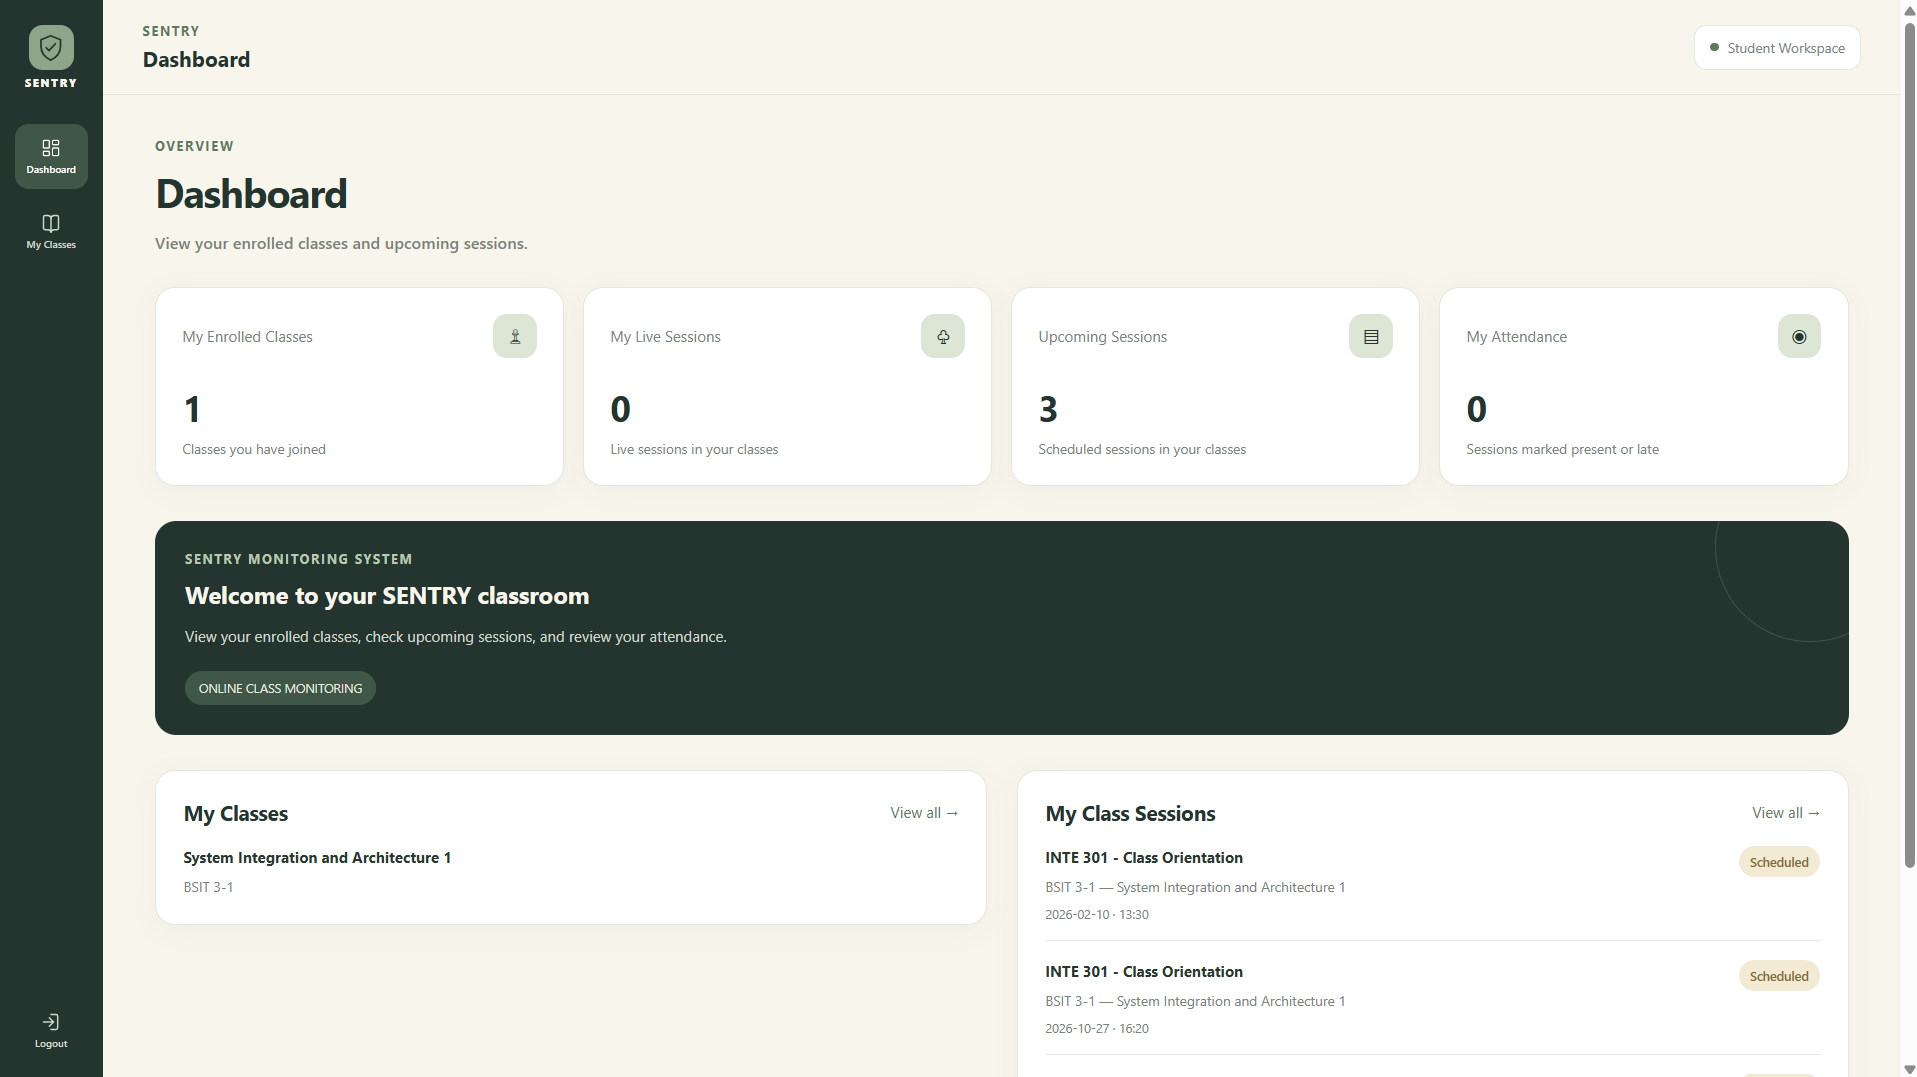 SENTRY
Dashboard
My Classes
Logout
SENTRY
Dashboard
Student Workspace
OVERVIEW
Dashboard
View your enrolled classes and upcoming sessions.
My Enrolled Classes
1
Classes you have joined
My Live Sessions
0
Live sessions in your classes
Upcoming Sessions
3
Scheduled sessions in your classes
My Attendance
0
Sessions marked present or late
SENTRY MONITORING SYSTEM
Welcome to your SENTRY classroom
View your enrolled classes, check upcoming sessions, and review your attendance.
ONLINE CLASS MONITORING
My Classes
View all →
System Integration and Architecture 1
BSIT 3-1
My Class Sessions
View all →
INTE 301 - Class Orientation
Scheduled
BSIT 3-1 — System Integration and Architecture 1
2026-02-10 · 13:30
INTE 301 - Class Orientation
Scheduled
BSIT 3-1 — System Integration and Architecture 1
2026-10-27 · 16:20